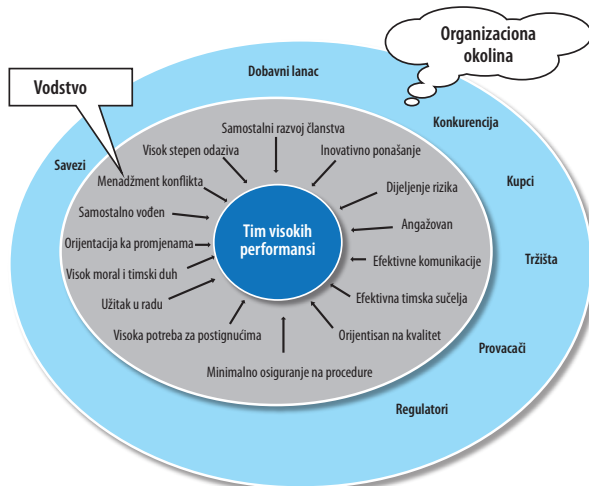 Organizaciona
okolina
Dobavni lanac
Vodstvo
Konkurencija
Samostalni razvoj članstva
Visok stepen odaziva
Inovativno ponašanje
Savezi
Menadžment konflikta
Kupci
Dijeljenje rizika
Samostalno vođen
Angažovan
Tim visokih
performansi
Orijentacija ka promjenama
Efektivne komunikacije
Tržišta
Visok moral i timski duh
Efektivna timska sučelja
Užitak u radu
Visoka potreba za postignućima
Orijentisan na kvalitet
Provacači
Minimalno osiguranje na procedure
Regulatori